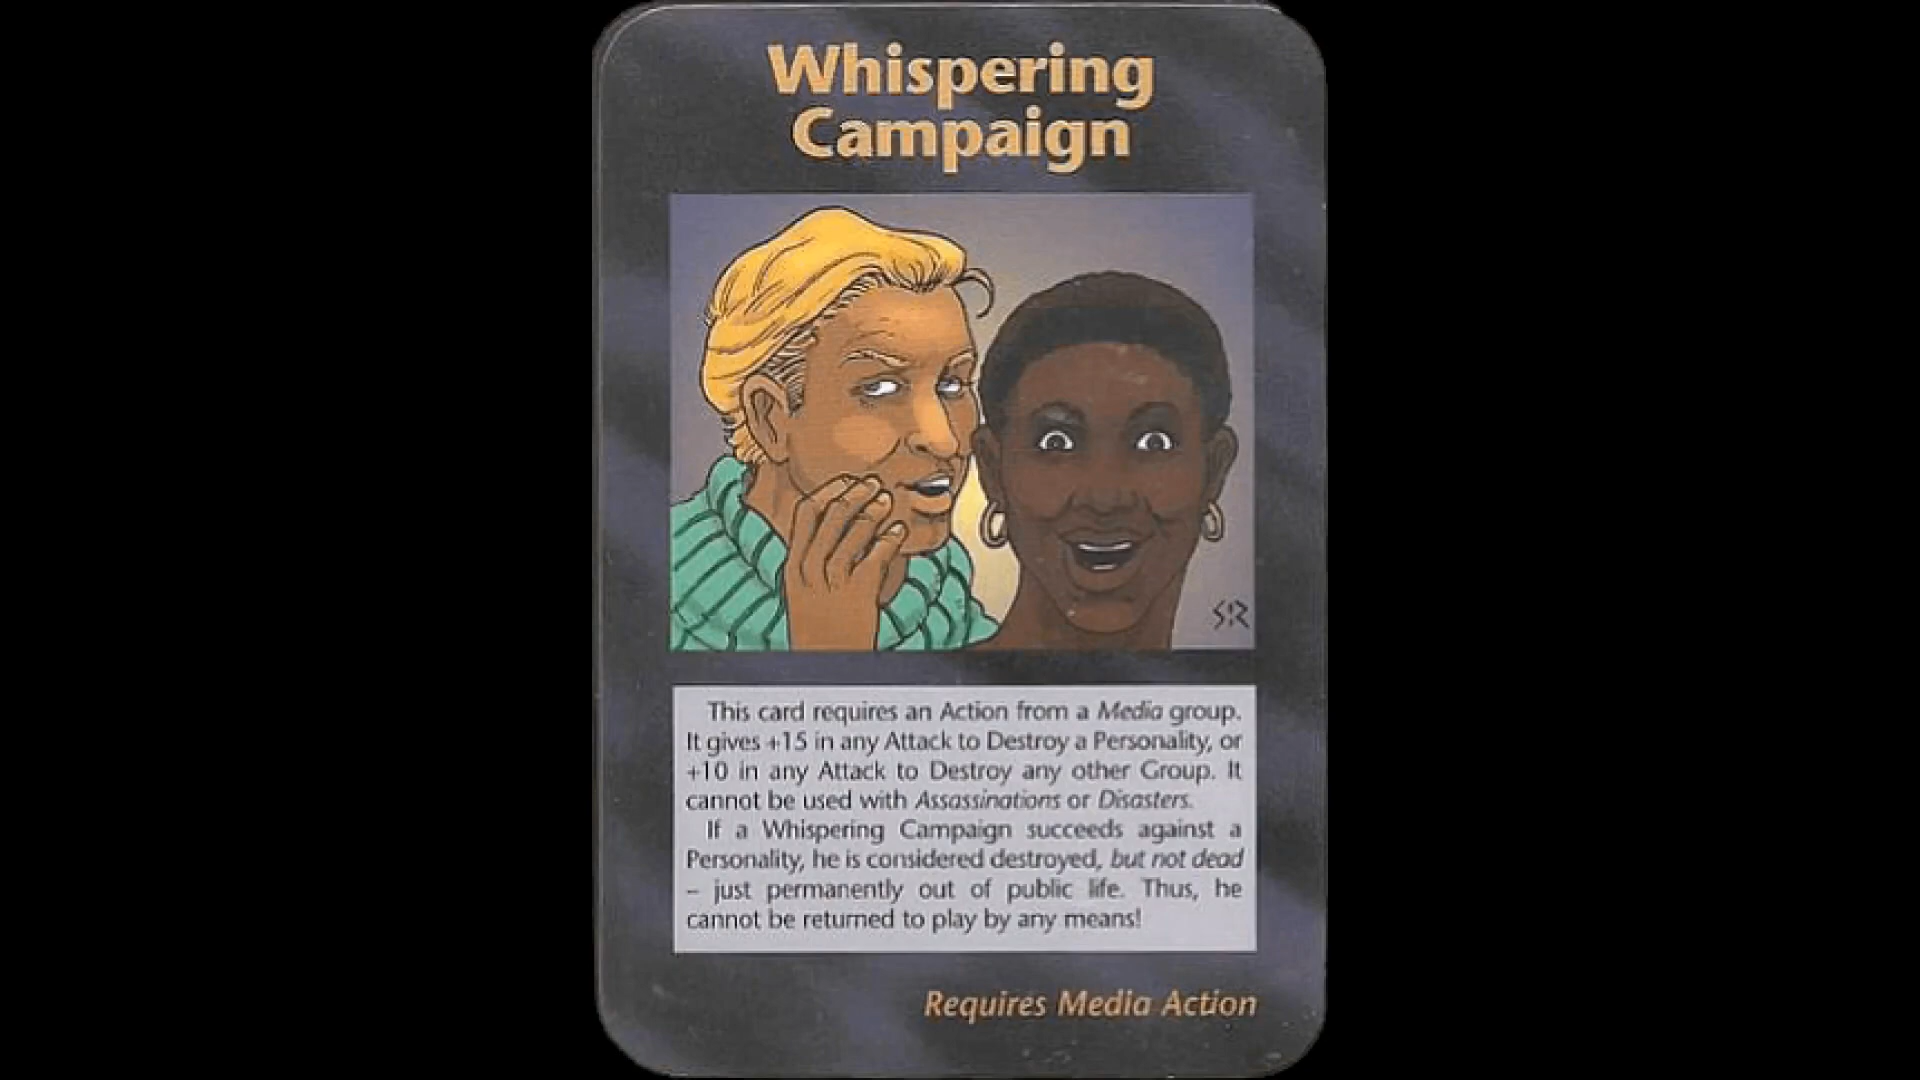 Whispering
Campaign
SR
This card requires an Action from a Media group.
It gives +15 in any Attack to Destroy a Personality, or
+10 in any Attack to Destroy any other Group. It
cannot be used with Assassinations or Disasters.
If a Whispering Campaign succeeds against a
Personality, he is considered destroyed, but not dead
– just permanently out of public life. Thus, he
cannot be returned to play by any means!
Requires Media Action